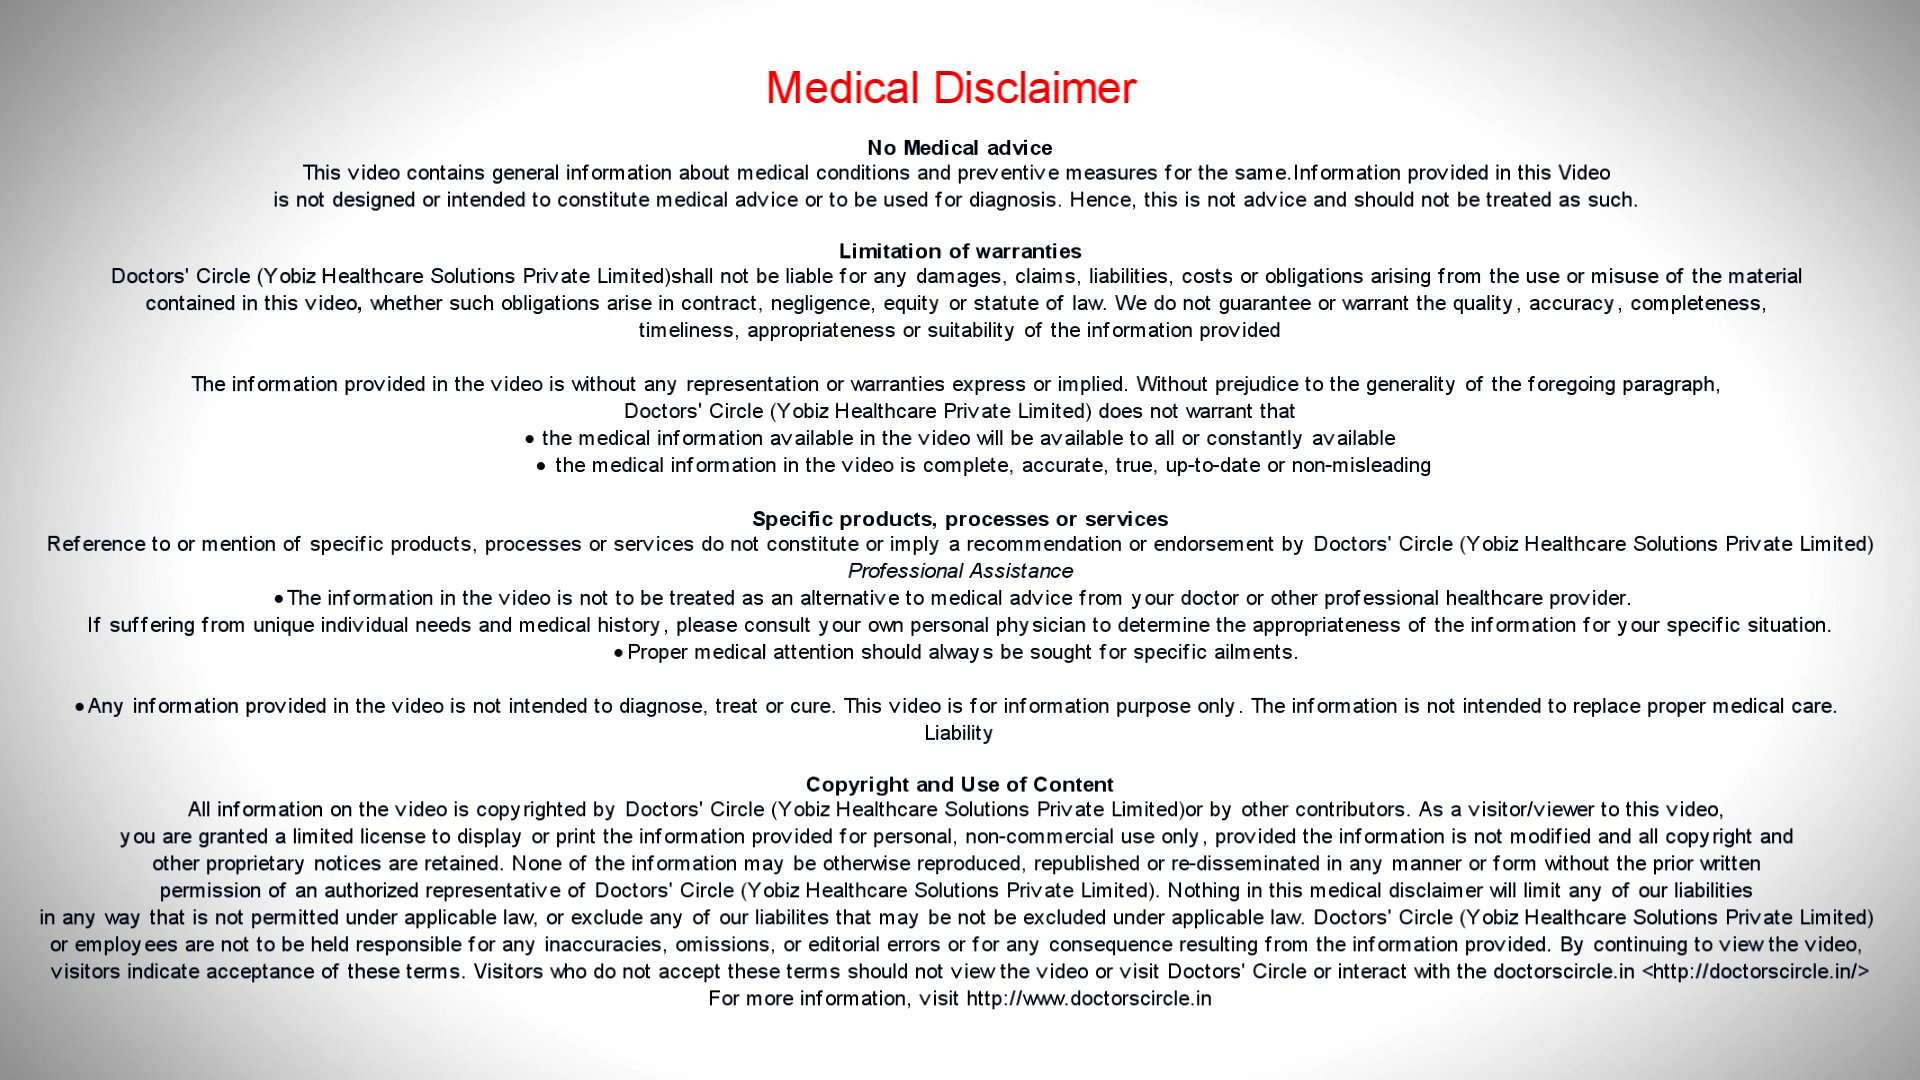 Medical Disclaimer
No Medical advice
This video contains general information about medical conditions and preventive measures for the same.Information provided in this Video
is not designed or intended to constitute medical advice or to be used for diagnosis. Hence, this is not advice and should not be treated as such.
Limitation of warranties
Doctors' Circle (Yobiz Healthcare Solutions Private Limited)shall not be liable for any damages, claims, liabilities, costs or obligations arising from the use or misuse of the material
contained in this video, whether such obligations arise in contract, negligence, equity or statute of law. We do not guarantee or warrant the quality, accuracy, completeness,
timeliness, appropriateness or suitability of the information provided
The information provided in the video is without any representation or warranties express or implied. Without prejudice to the generality of the foregoing paragraph,
Doctors' Circle (Yobiz Healthcare Private Limited) does not warrant that
• the medical information available in the video will be available to all or constantly available
• the medical information in the video is complete, accurate, true, up-to-date or non-misleading
Specific products, processes or services
Reference to or mention of specific products, processes or services do not constitute or imply a recommendation or endorsement by Doctors' Circle (Yobiz Healthcare Solutions Private Limited)
Professional Assistance
•The information in the video is not to be treated as an alternative to medical advice from your doctor or other professional healthcare provider.
If suffering from unique individual needs and medical history, please consult your own personal physician to determine the appropriateness of the information for your specific situation.
•Proper medical attention should always be sought for specific ailments.
•Any information provided in the video is not intended to diagnose, treat or cure. This video is for information purpose only. The information is not intended to replace proper medical care.
Liability
Copyright and Use of Content
All information on the video is copyrighted by Doctors' Circle (Yobiz Healthcare Solutions Private Limited)or by other contributors. As a visitor/viewer to this video,
you are granted a limited license to display or print the information provided for personal, non-commercial use only, provided the information is not modified and all copyright and
other proprietary notices are retained. None of the information may be otherwise reproduced, republished or re-disseminated in any manner or form without the prior written
permission of an authorized representative of Doctors' Circle (Yobiz Healthcare Solutions Private Limited). Nothing in this medical disclaimer will limit any of our liabilities
in any way that is not permitted under applicable law, or exclude any of our liabilites that may be not be excluded under applicable law. Doctors' Circle (Yobiz Healthcare Solutions Private Limited)
or employees are not to be held responsible for any inaccuracies, omissions, or editorial errors or for any consequence resulting from the information provided. By continuing to view the video,
visitors indicate acceptance of these terms. Visitors who do not accept these terms should not view the video or visit Doctors' Circle or interact with the doctorscircle.in <http://doctorscircle.in/>
For more information, visit http://www.doctorscircle.in